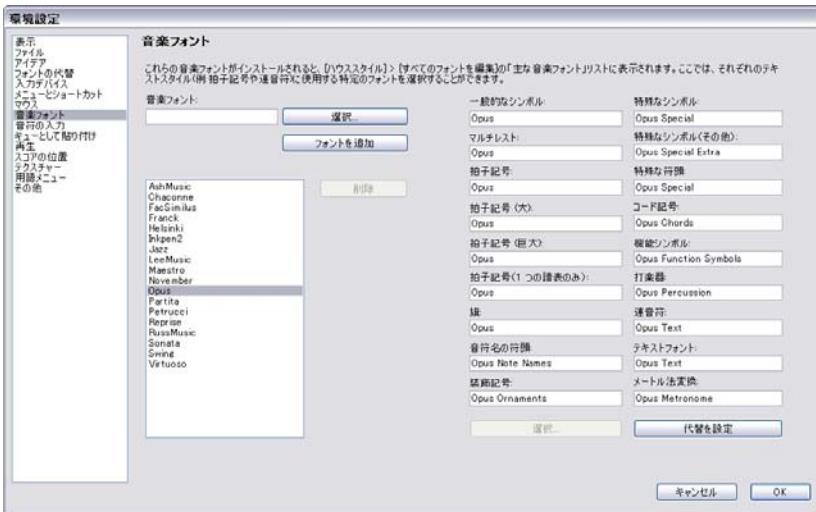 環境設定
表示
ファイル
アイデア
フォントの代替
入力デバイス
メニューとショートカット
マウス
音楽フォント
音符の入力
キューとして貼り付け
再生
スコアの位置
テクスチャー
用語メニュー
その他
音楽フォント
これらの音楽フォントがインストールされると、[ハウススタイル] > [すべてのフォントを編集]の「主な音楽フォント」リストに表示されます。ここでは、それぞれのテキ
ストスタイル(例 拍子記号や連音符)に使用する特定のフォントを選択することができます。
音楽フォント:
選択...
フォントを追加
AshMusic
Chaconne
FacSimilus
Franck
Helsinki
Inkpen2
Jazz
LeeMusic
Maestro
November
Opus
Partita
Petrucci
Reprise
RussMusic
Sonata
Swing
Virtuoso
削除
一般的なシンボル:
Opus
マルチレスト:
Opus
拍子記号:
Opus
拍子記号 (大):
Opus
拍子記号 (巨大):
Opus
拍子記号(1 つの譜表のみ):
Opus
旗:
Opus
音符名の符頭:
Opus Note Names
装飾記号:
Opus Ornaments
選択...
特殊なシンボル:
Opus Special
特殊なシンボル(その他):
Opus Special Extra
特殊な符頭:
Opus Special
コード記号:
Opus Chords
機能シンボル:
Opus Function Symbols
打楽器:
Opus Percussion
連音符:
Opus Text
テキストフォント:
Opus Text
メートル法変換:
Opus Metronome
代替を設定
キャンセル
OK